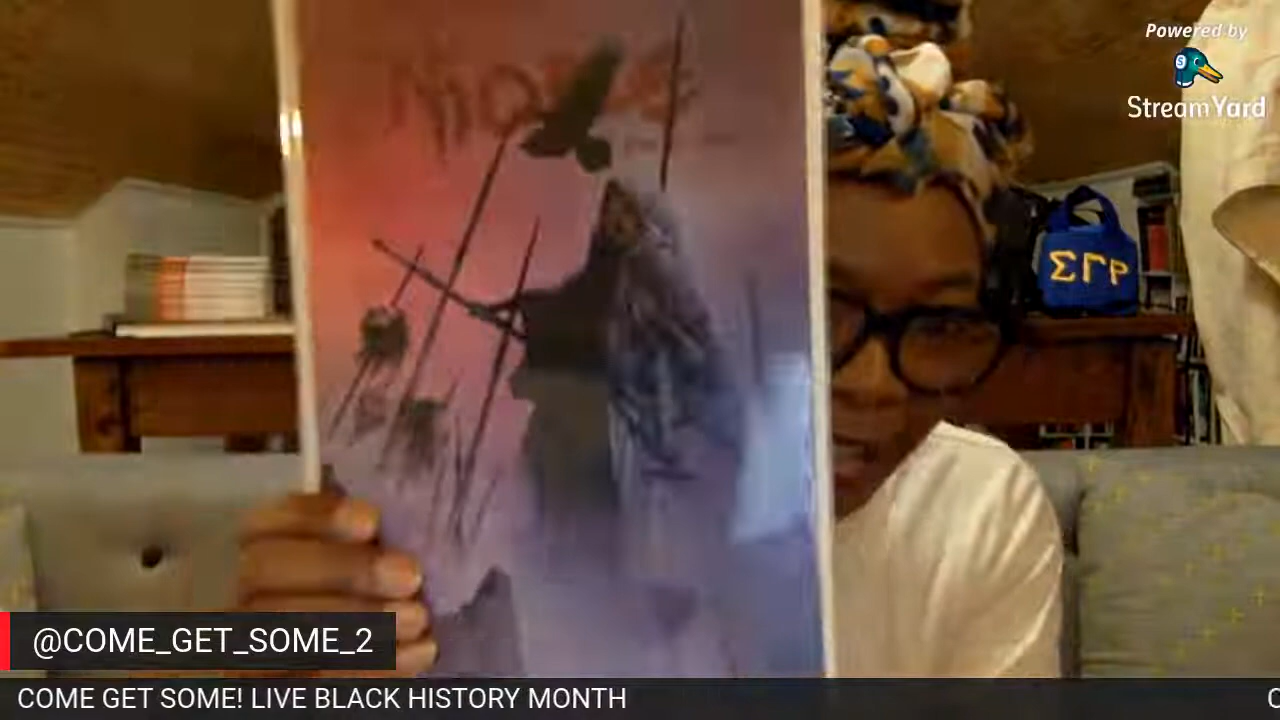 Powered by
StreamYard
ΣΓΡ
@COME_GET_SOME_2
COME GET SOME! LIVE BLACK HISTORY MONTH